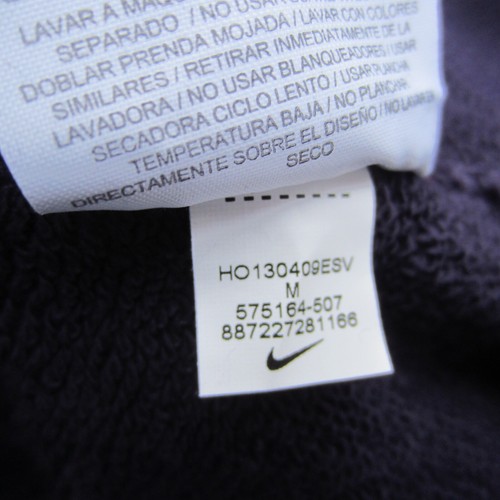 LAVAR A MAQU
SEPARADO / NO USAR
DOBLAR PRENDA MOJADA / LAVAR CON COLORES
SIMILARES / RETIRAR INMEDIATAMENTE DE LA
LAVADORA / NO USAR BLANQUEADORES / USAR
SECADORA CICLO LENTO / USAR PLANCHA
TEMPERATURA BAJA / NO PLANCHAR
DIRECTAMENTE SOBRE EL DISEÑO / NO LAVAR EN
SECO
HO130409ESV
M
575164-507
887227281166